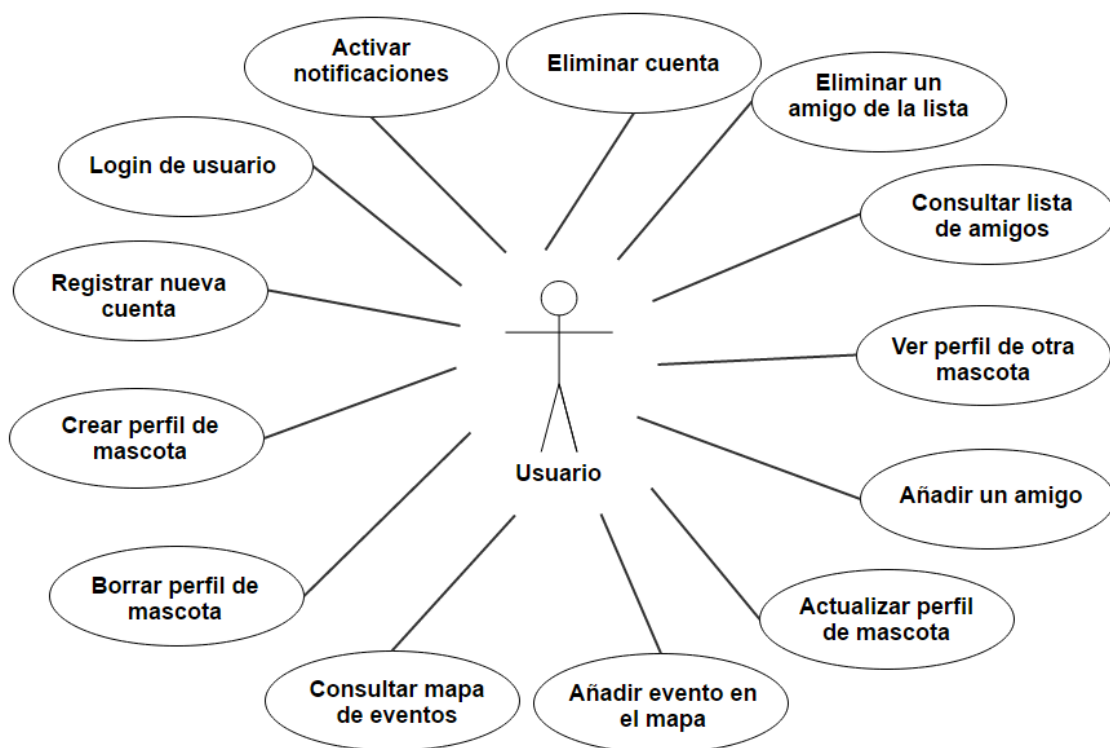 Activar
notificaciones
Eliminar cuenta
Eliminar un
amigo de la lista
Login de usuario
Consultar lista
de amigos
Registrar nueva
cuenta
Ver perfil de otra
mascota
Crear perfil de
mascota
Usuario
Añadir un amigo
Borrar perfil de
mascota
Actualizar perfil
de mascota
Consultar mapa
de eventos
Añadir evento en
el mapa